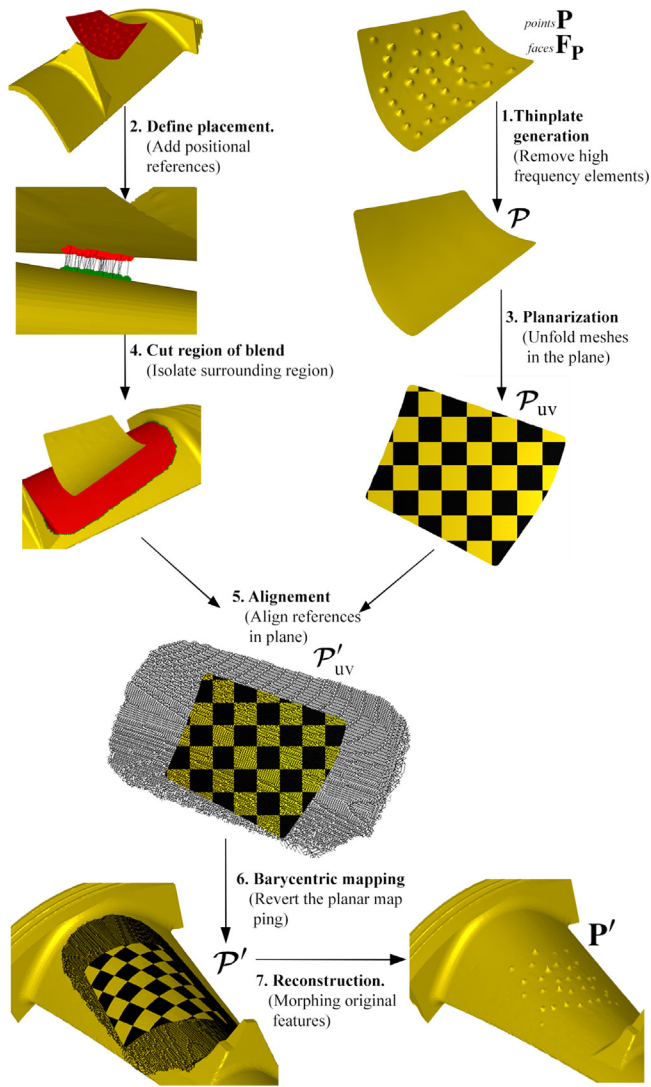 points P
faces F_P
2. Define placement.
(Add positional
references)
1.Thinplate
generation
(Remove high
frequency elements)
𝒫
4. Cut region of blend
(Isolate surrounding region)
3. Planarization
(Unfold meshes
in the plane)
𝒫_uv
5. Alignement
(Align references
in plane)
𝒫′_uv
6. Barycentric mapping
(Revert the planar map
ping)
𝒫′
7. Reconstruction.
(Morphing original
features)
P′